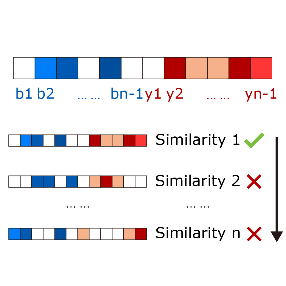 b1 b2 ... ... bn-1 y1 y2 ... ... yn-1
Similarity 1
Similarity 2
... ... ... ...
Similarity n